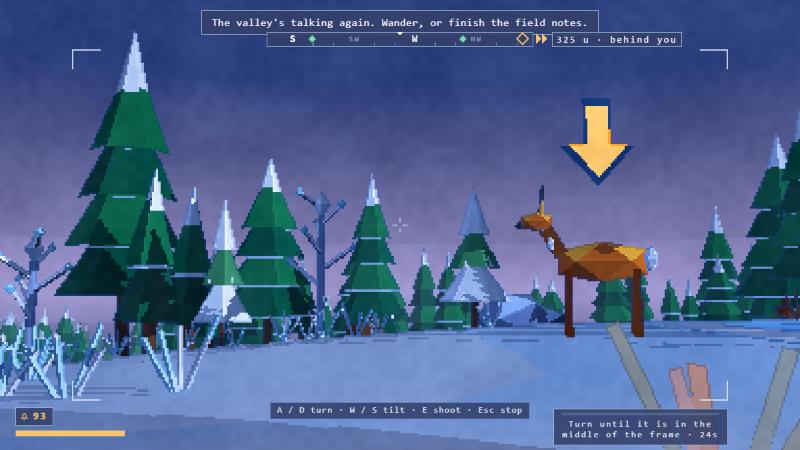 The valley's talking again. Wander, or finish the field notes.
S SW W NW 325 u · behind you
A / D turn · W / S tilt · E shoot · Esc stop
93
Turn until it is in the
middle of the frame · 24s